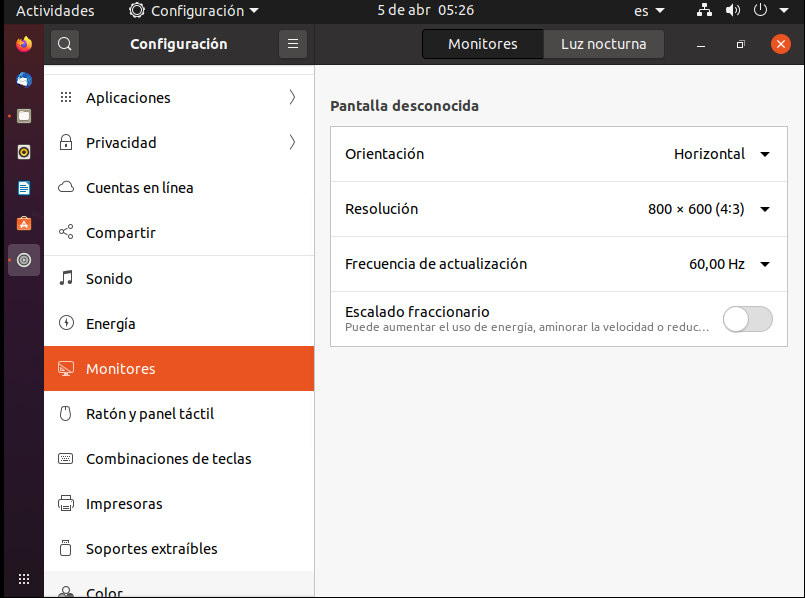 Actividades
Configuración
5 de abr 05:26
es
Configuración
Monitores
Luz nocturna
Aplicaciones
Privacidad
Cuentas en línea
Compartir
Sonido
Energía
Monitores
Ratón y panel táctil
Combinaciones de teclas
Impresoras
Soportes extraíbles
Color
Pantalla desconocida
Orientación
Horizontal
Resolución
800 × 600 (4:3)
Frecuencia de actualización
60,00 Hz
Escalado fraccionario
Puede aumentar el uso de energia, aminorar la velocidad o reduc…